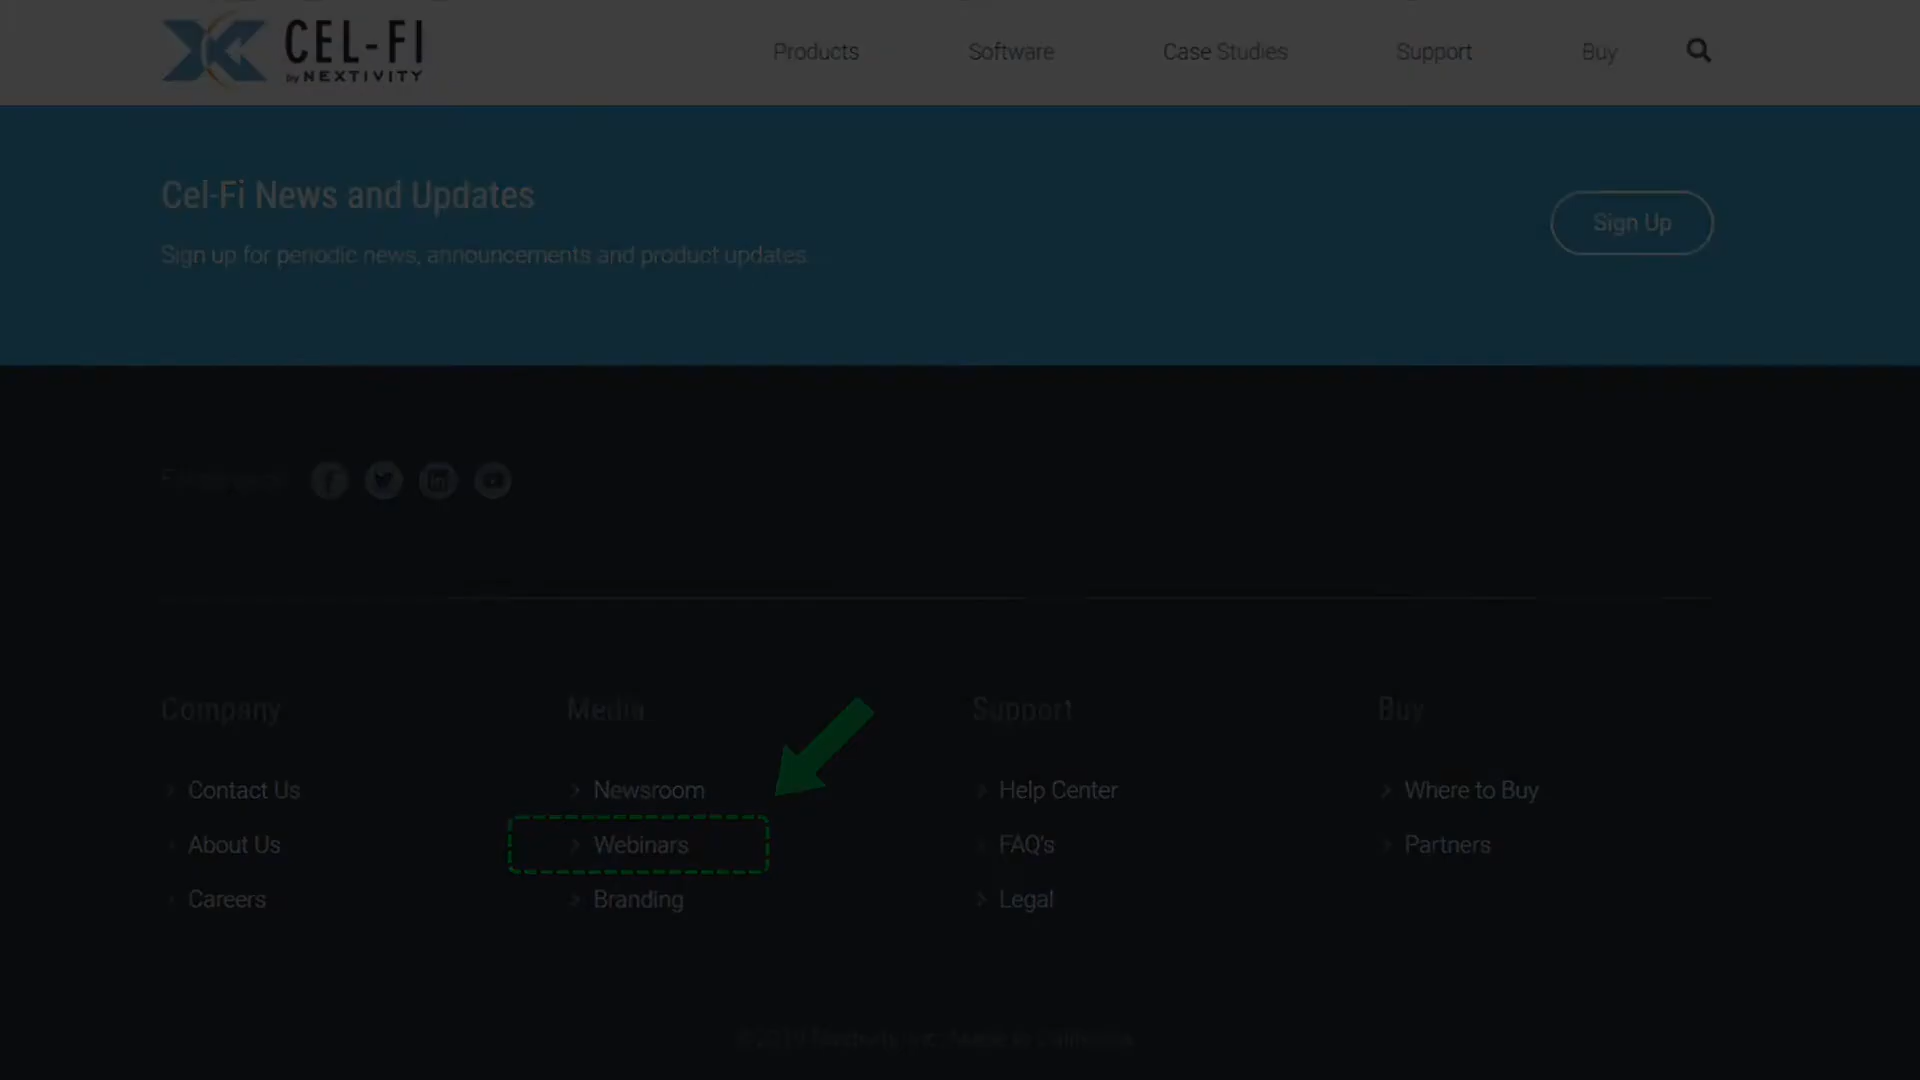 CEL-FI
by NEXTIVITY
Products
Software
Case Studies
Support
Buy
Cel-Fi News and Updates
Sign up for periodic news, announcements and product updates.
Sign Up
Company
Contact Us
About Us
Careers
Media
Newsroom
Webinars
Branding
Support
Help Center
FAQ's
Legal
Buy
Where to Buy
Partners